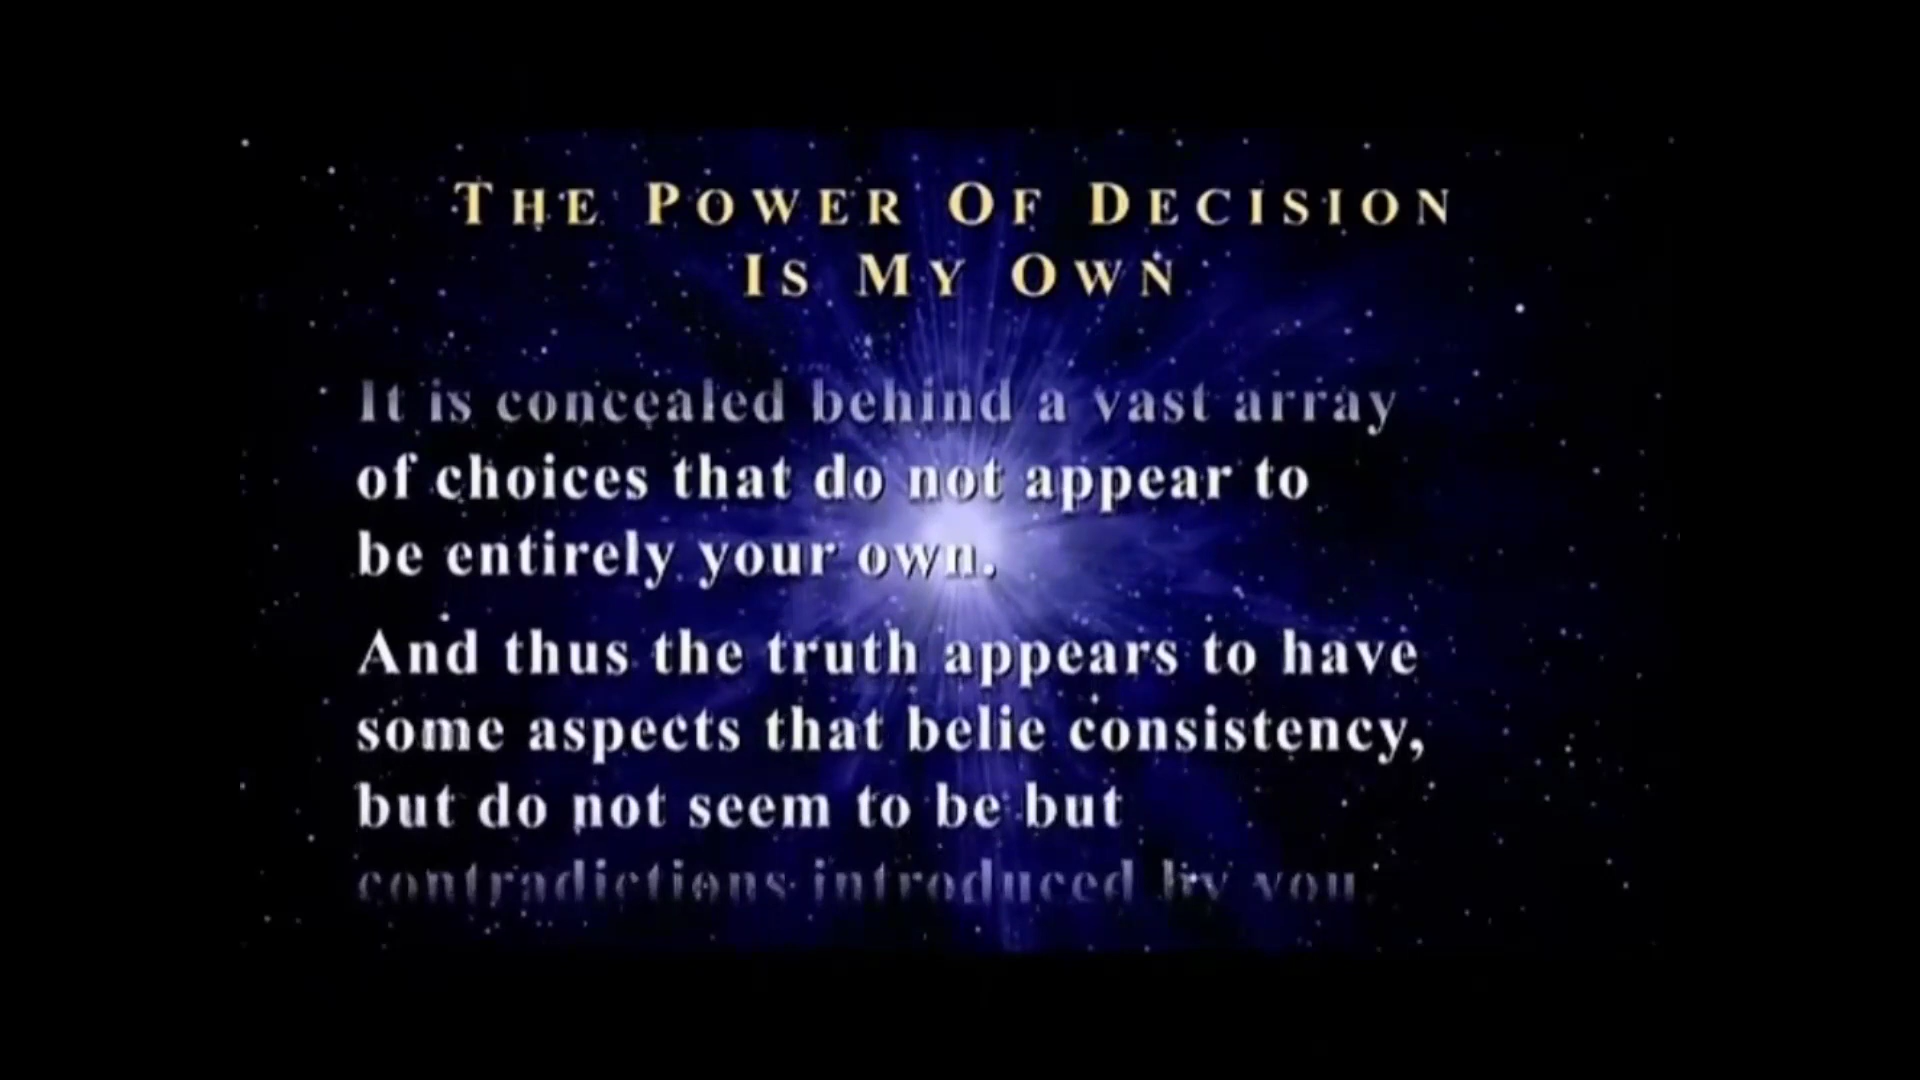 THE POWER OF DECISION
IS MY OWN
It is concealed behind a vast array
of choices that do not appear to
be entirely your own.
And thus the truth appears to have
some aspects that belie consistency,
but do not seem to be but
contradictions introduced by you.